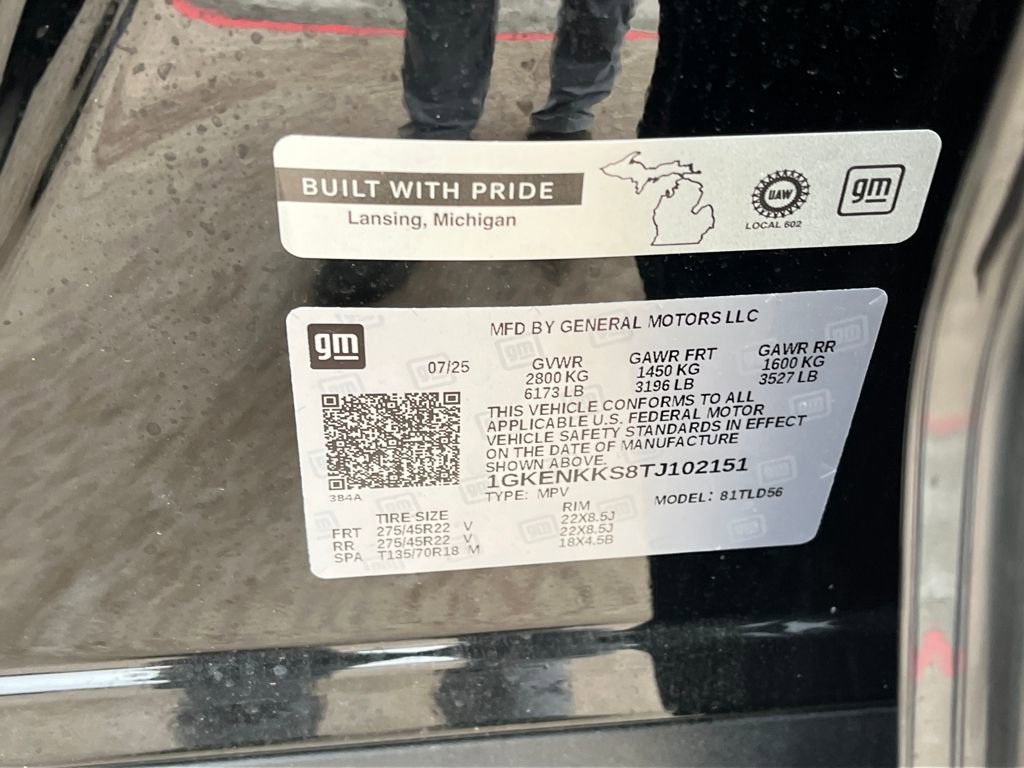 BUILT WITH PRIDE
Lansing, Michigan
UAW
LOCAL 602
gm
gm
MFD BY GENERAL MOTORS LLC
07/25
GVWR
2800 KG
6173 LB
GAWR FRT
1450 KG
3196 LB
GAWR RR
1600 KG
3527 LB
THIS VEHICLE CONFORMS TO ALL
APPLICABLE U.S. FEDERAL MOTOR
VEHICLE SAFETY STANDARDS IN EFFECT
ON THE DATE OF MANUFACTURE
SHOWN ABOVE.
1GKENKKS8TJ102151
384A
TYPE: MPV
MODEL: 81TLD56
TIRE SIZE RIM
FRT 275/45R22 V 22X8.5J
RR 275/45R22 V 22X8.5J
SPA T135/70R18 M 18X4.5B